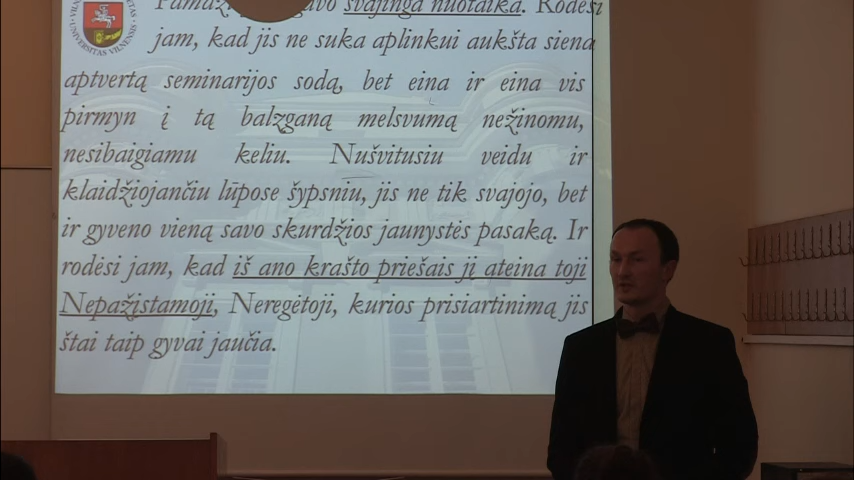 savo svajinga nuotaika. Rodėsi
jam, kad jis ne suka aplinkui aukšta siena
aptvertą seminarijos sodą, bet eina ir eina vis
pirmyn į tą balzganą melsvumą nežinomu,
nesibaigiamu keliu. Nušvitusiu veidu ir
klaidžiojančiu lūpose šypsniu, jis ne tik svajojo, bet
ir gyveno vieną savo skurdžios jaunystės pasaką. Ir
rodėsi jam, kad iš ano krašto priešais jį ateina toji
Nepažįstamoji, Neregėtoji, kurios prisiartinimą jis
štai taip gyvai jaučia.
UNIVERSITAS VILNENSIS